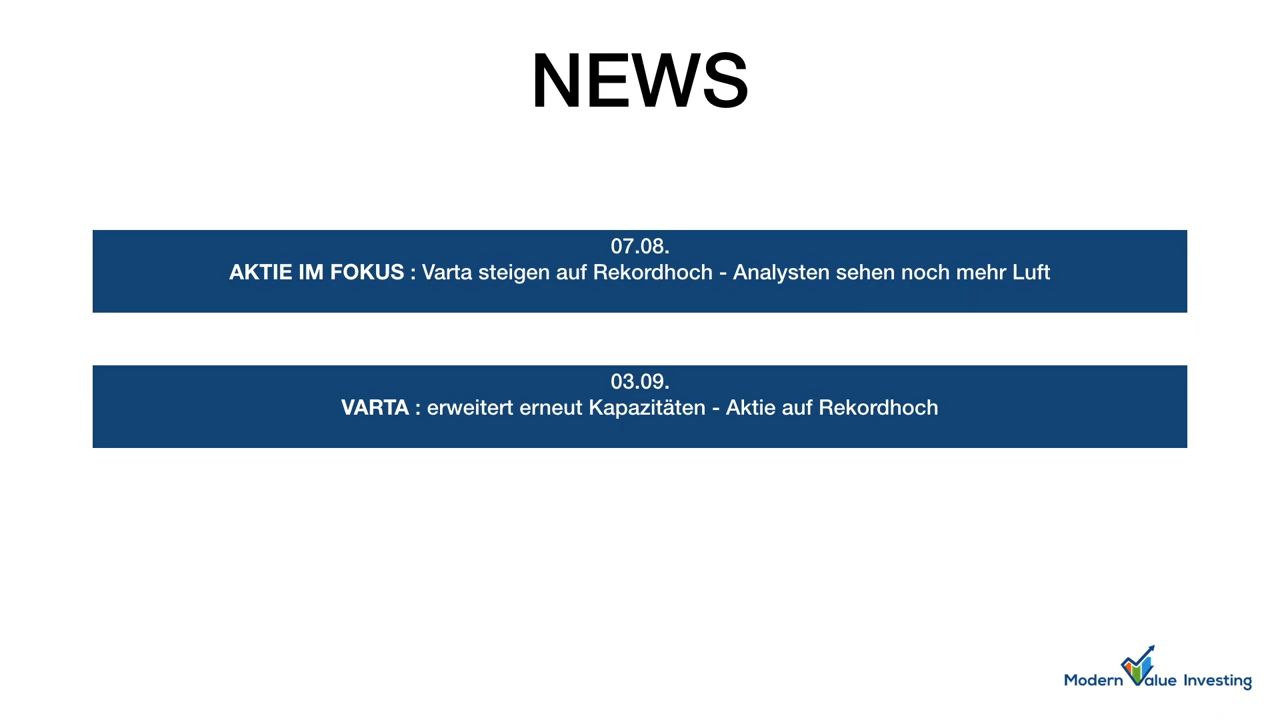 NEWS
07.08.
AKTIE IM FOKUS : Varta steigen auf Rekordhoch - Analysten sehen noch mehr Luft
03.09.
VARTA : erweitert erneut Kapazitäten - Aktie auf Rekordhoch
Modern Value Investing